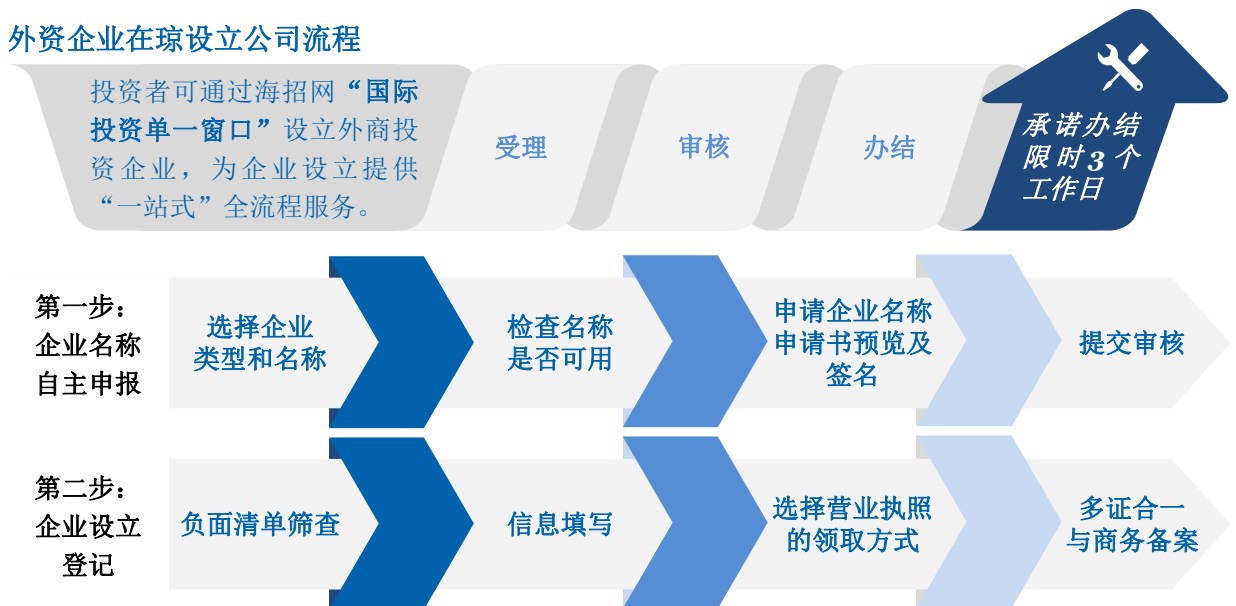 外资企业在琼设立公司流程
投资者可通过海招网“国际
投资单一窗口”设立外商投
资企业，为企业设立提供
“一站式”全流程服务。
受理
审核
办结
承诺办结
限时3个
工作日
第一步：
企业名称
自主申报
选择企业
类型和名称
检查名称
是否可用
申请企业名称
申请书预览及
签名
提交审核
第二步：
企业设立
登记
负面清单筛查
信息填写
选择营业执照
的领取方式
多证合一
与商务备案